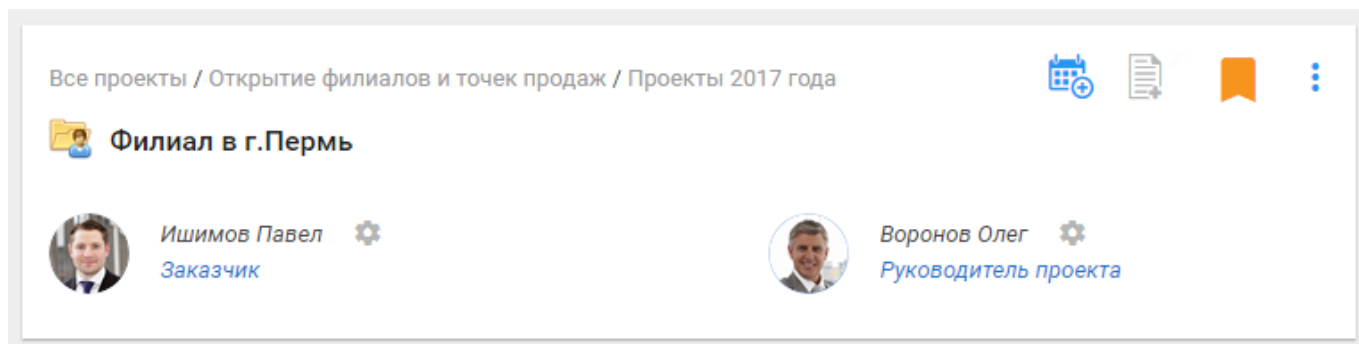 Все проекты / Открытие филиалов и точек продаж / Проекты 2017 года
Филиал в г.Пермь
Ишимов Павел
Заказчик
Воронов Олег
Руководитель проекта